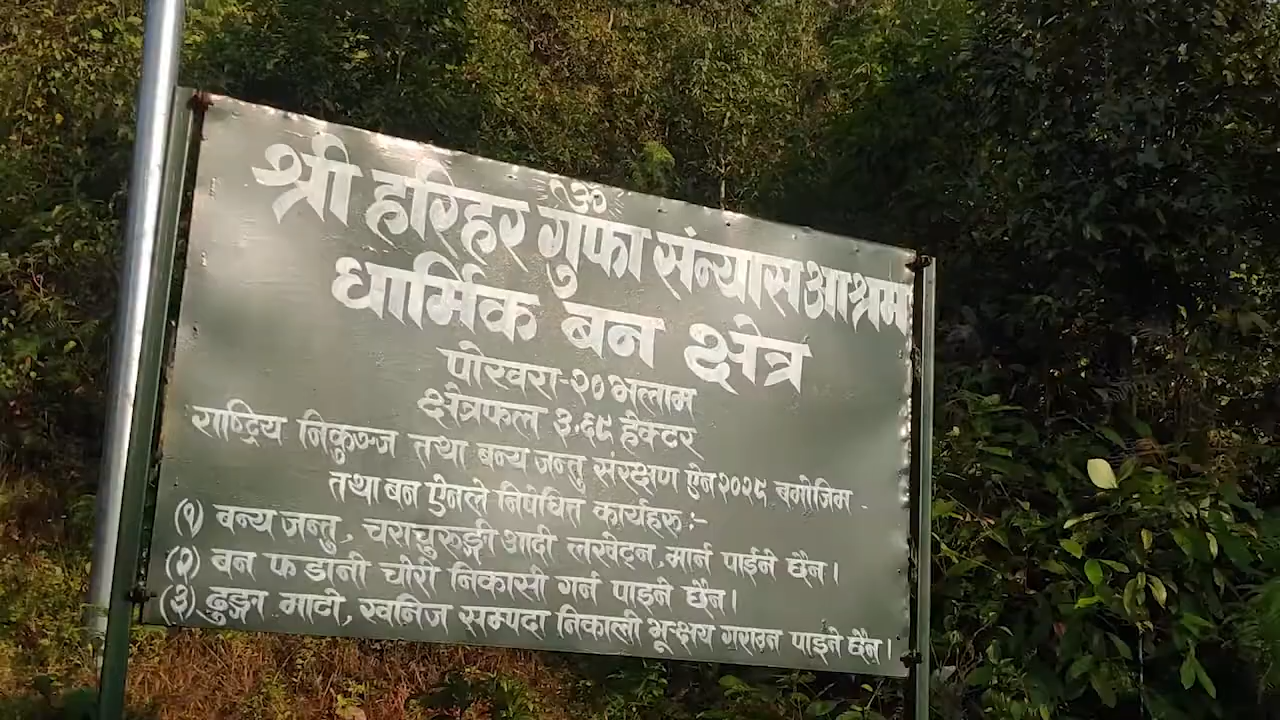 ॐ
श्री हरिहर गुँफा संन्यास आश्रम
धार्मिक बन क्षेत्र
पोखरा-२० भलाम
क्षेत्रफल ३.६९ हेक्टर
राष्ट्रिय निकुञ्ज तथा बन्य जन्तु संरक्षण ऐन २०२९ बमोजिम
तथा बन ऐनले निषेधित कार्यहरू:-
(१) बन्य जन्तु, चराचुरुङ्गी आदी लखेट्न, मार्न पाईने छैन।
(२) बन फडानी चोरी निकासी गर्न पाइने छैन।
(३) ढुङ्गा माटो, खनिज सम्पदा निकाली भू-क्षय गराउन पाइने छैन।